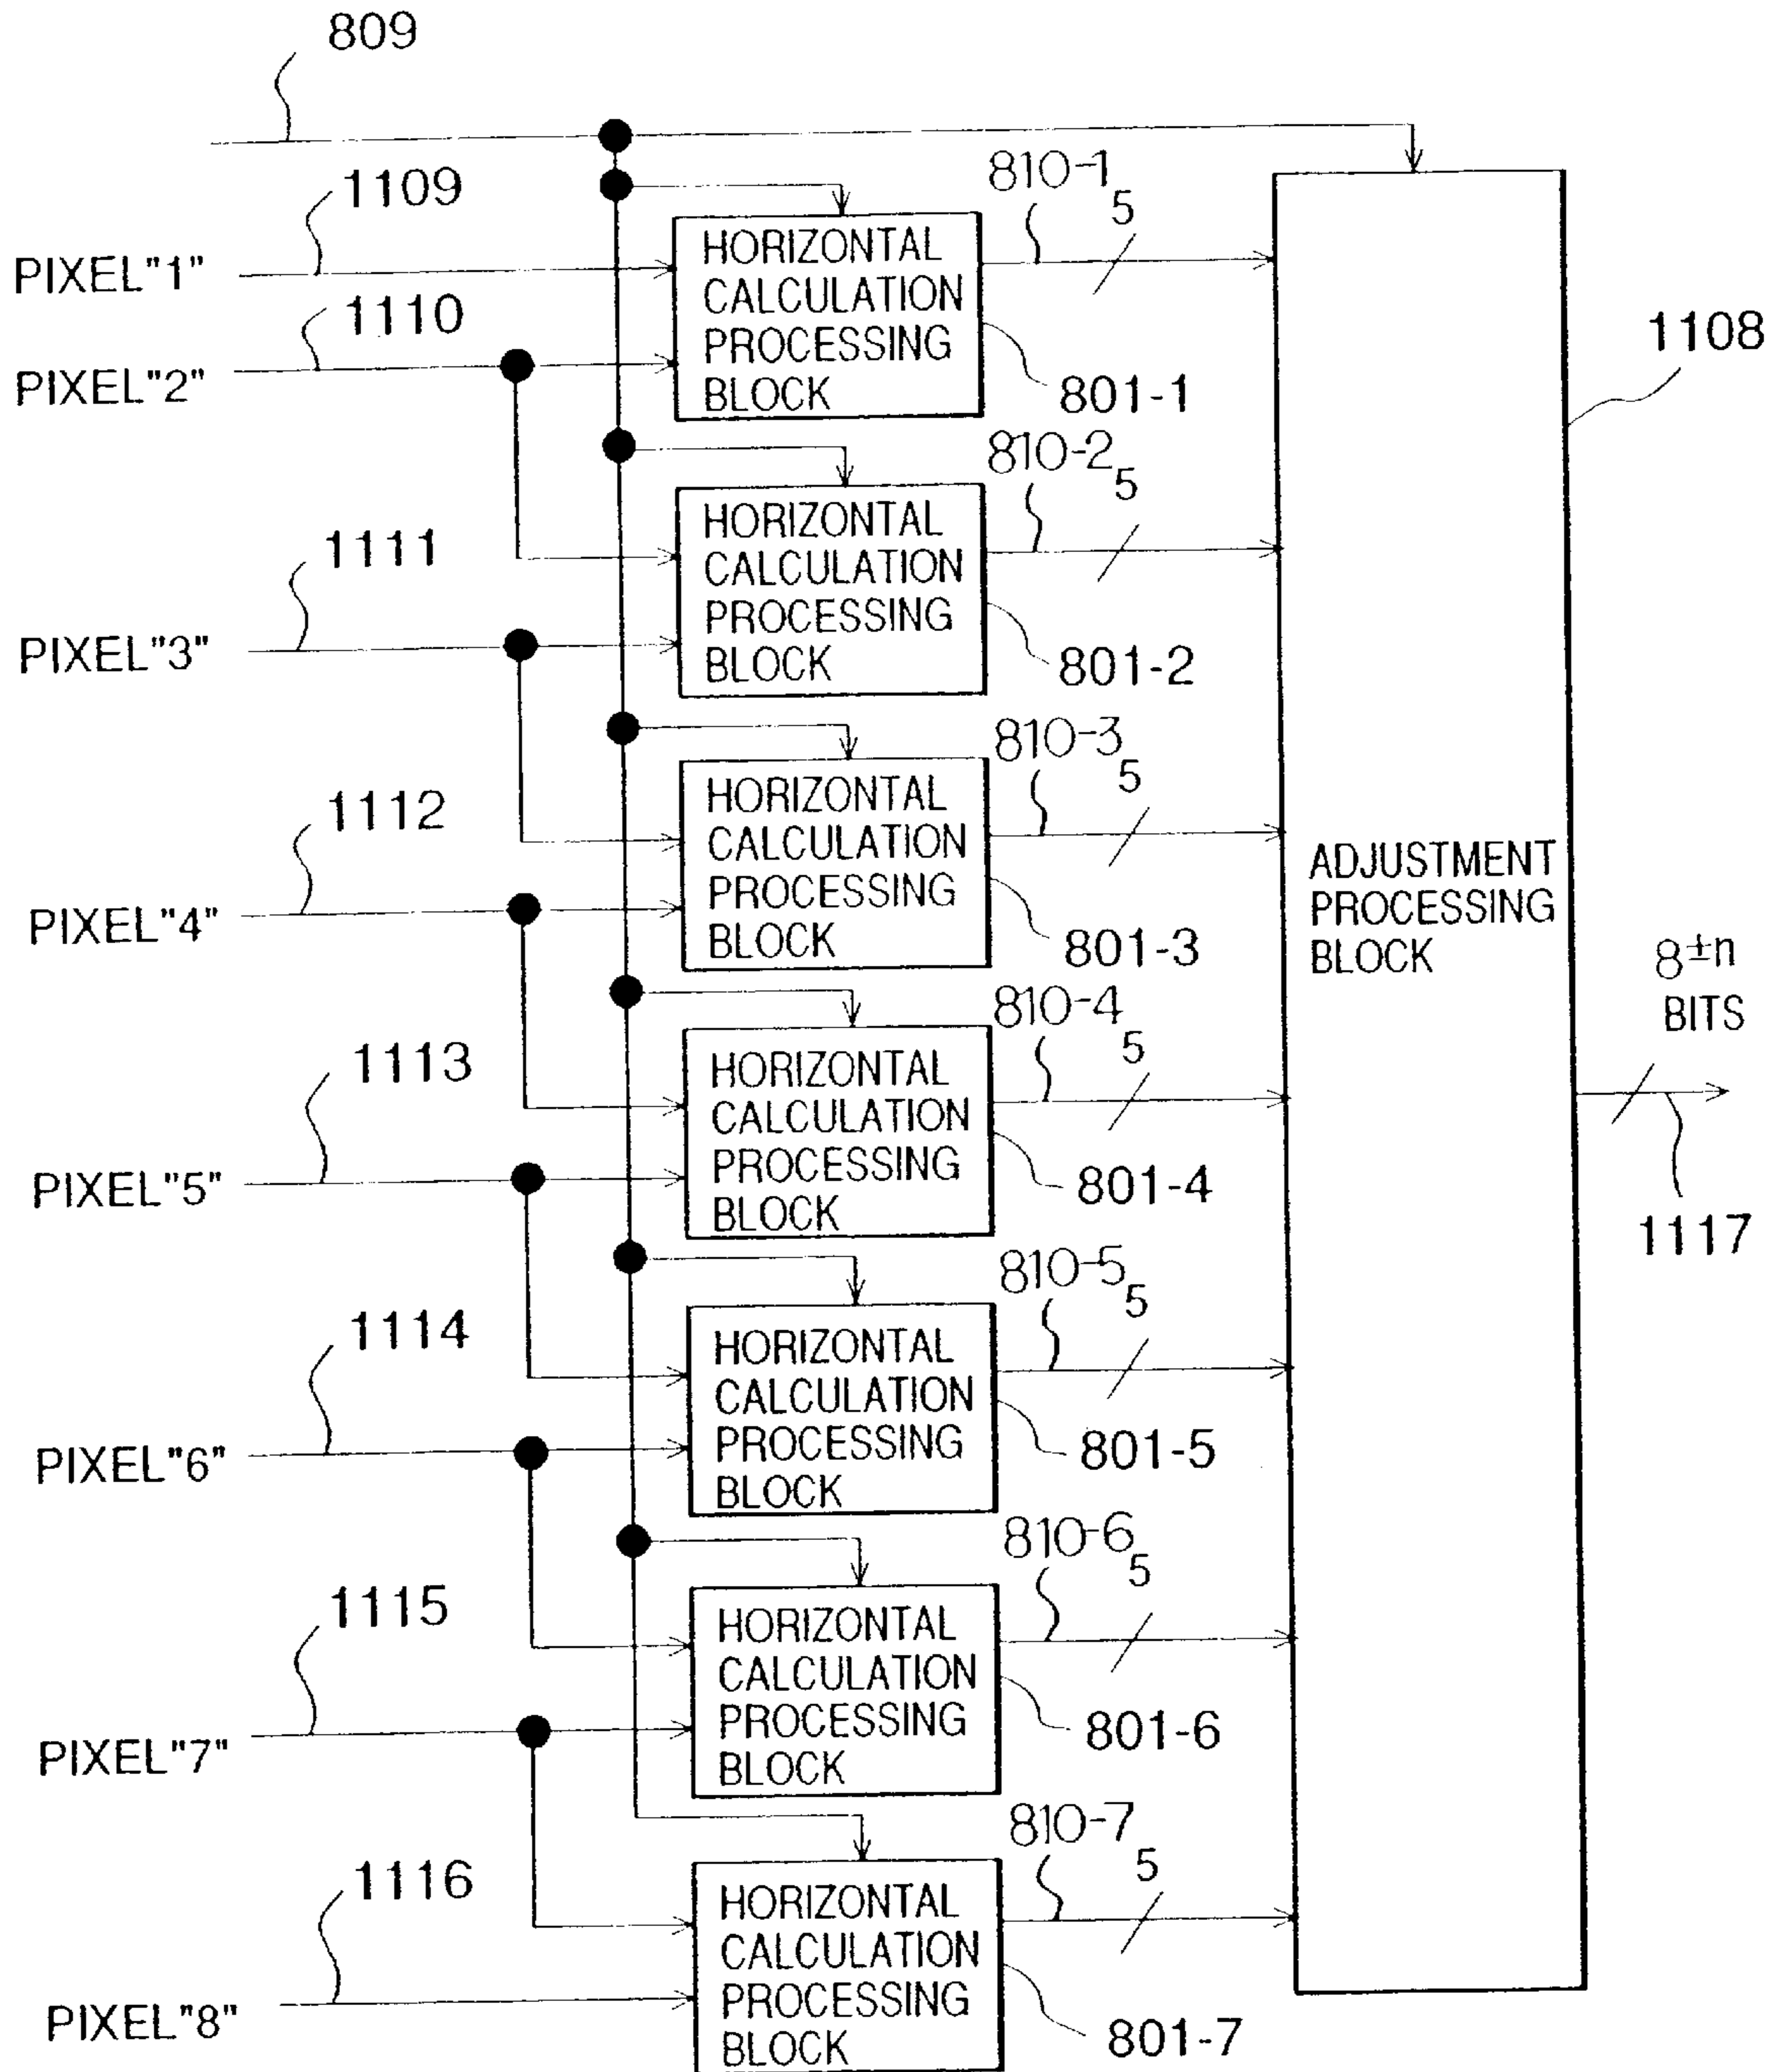 809
1109
PIXEL"1"
1110
PIXEL"2"
HORIZONTAL
CALCULATION
PROCESSING
BLOCK
810-1
5
801-1
1111
PIXEL"3"
HORIZONTAL
CALCULATION
PROCESSING
BLOCK
810-2
5
801-2
1112
PIXEL"4"
HORIZONTAL
CALCULATION
PROCESSING
BLOCK
810-3
5
801-3
1113
PIXEL"5"
HORIZONTAL
CALCULATION
PROCESSING
BLOCK
810-4
5
801-4
1114
PIXEL"6"
HORIZONTAL
CALCULATION
PROCESSING
BLOCK
810-5
5
801-5
1115
PIXEL"7"
HORIZONTAL
CALCULATION
PROCESSING
BLOCK
810-6
5
801-6
1116
PIXEL"8"
HORIZONTAL
CALCULATION
PROCESSING
BLOCK
810-7
5
801-7
1108
ADJUSTMENT
PROCESSING
BLOCK
8±n
BITS
1117